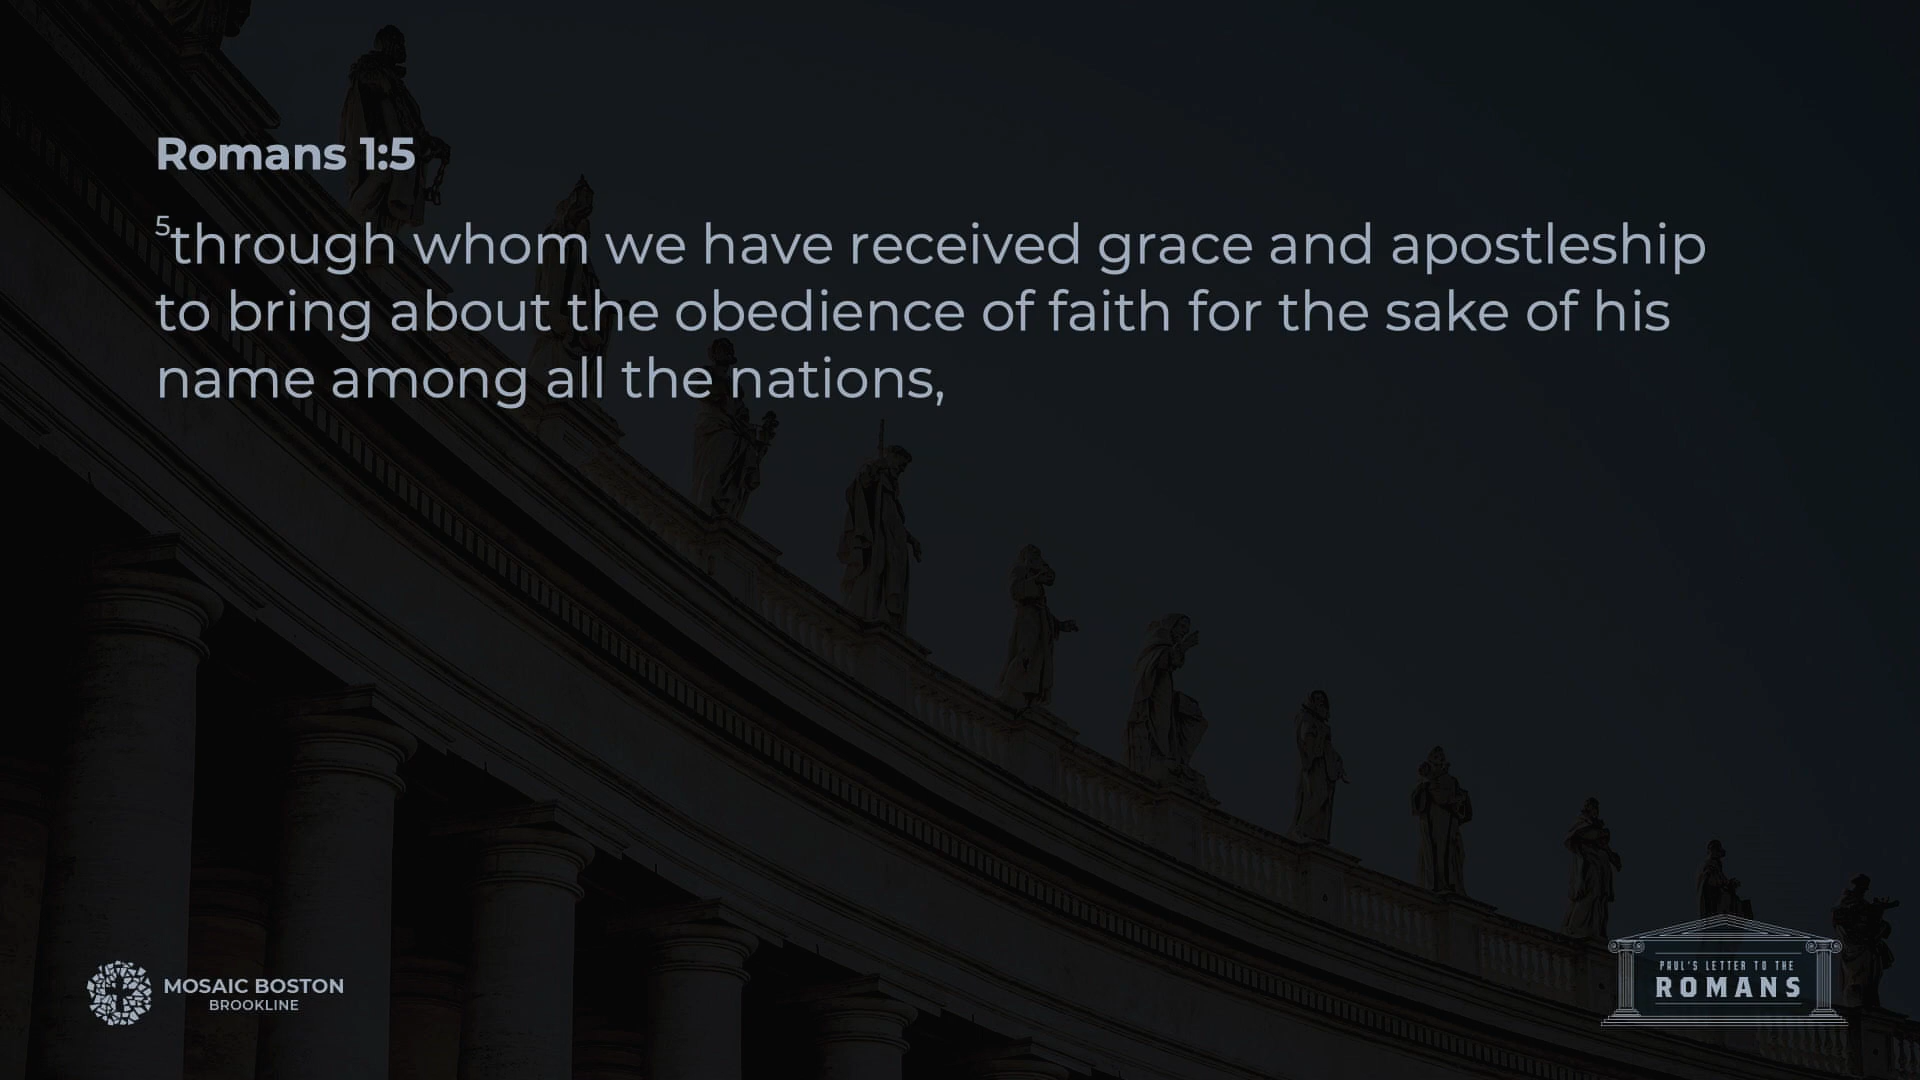 Romans 1:5
5through whom we have received grace and apostleship
to bring about the obedience of faith for the sake of his
name among all the nations,
MOSAIC BOSTON
BROOKLINE
PAUL'S LETTER TO THE
ROMANS